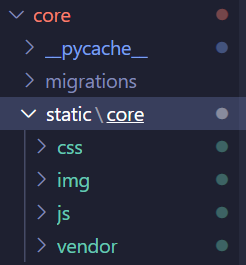 core
__pycache__
migrations
static\core
css
img
js
vendor